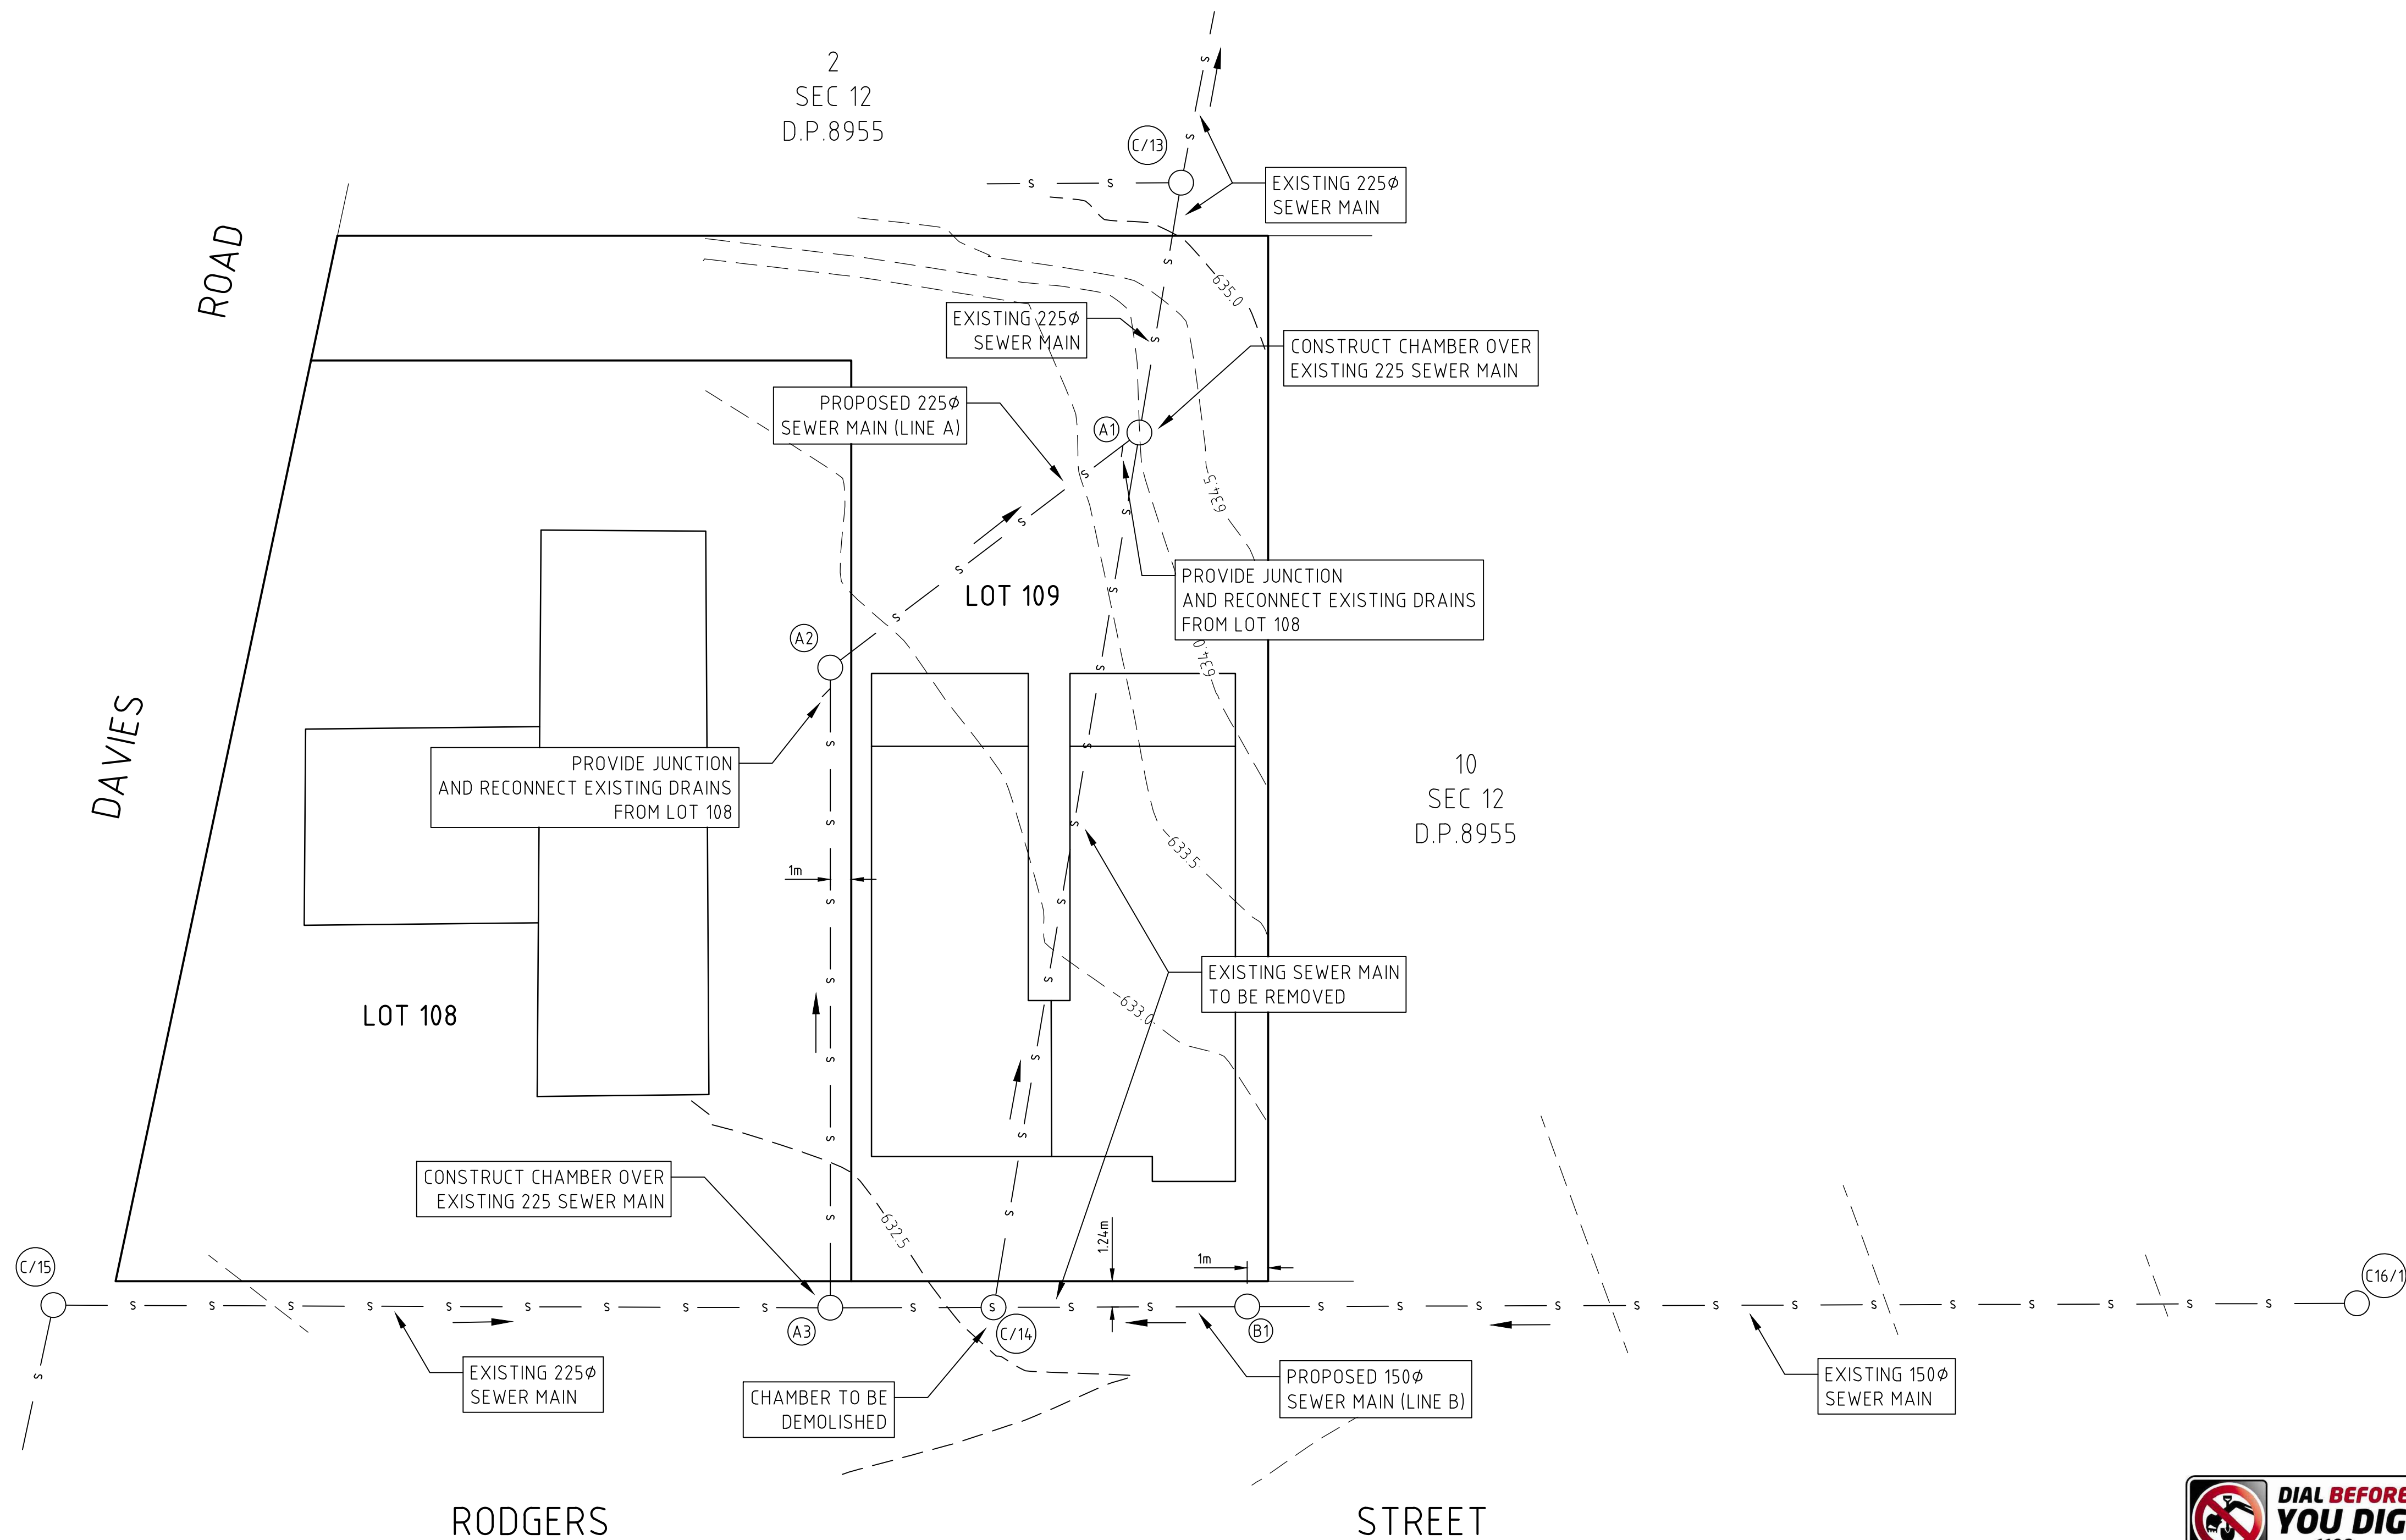 2
SEC 12
D.P.8955
C/13
EXISTING 225Ø
SEWER MAIN
ROAD
635.0
EXISTING 225Ø
SEWER MAIN
CONSTRUCT CHAMBER OVER
EXISTING 225 SEWER MAIN
PROPOSED 225Ø
SEWER MAIN (LINE A)
A1
634.5
PROVIDE JUNCTION
AND RECONNECT EXISTING DRAINS
FROM LOT 108
LOT 109
A2
634.0
DAVIES
PROVIDE JUNCTION
AND RECONNECT EXISTING DRAINS
FROM LOT 108
10
SEC 12
D.P.8955
1m
633.5
EXISTING SEWER MAIN
TO BE REMOVED
633.0
LOT 108
CONSTRUCT CHAMBER OVER
EXISTING 225 SEWER MAIN
632.5
1.24m
1m
C/15
C16/1
A3
C/14
B1
EXISTING 225Ø
SEWER MAIN
CHAMBER TO BE
DEMOLISHED
PROPOSED 150Ø
SEWER MAIN (LINE B)
EXISTING 150Ø
SEWER MAIN
RODGERS STREET
DIAL BEFORE
YOU DIG